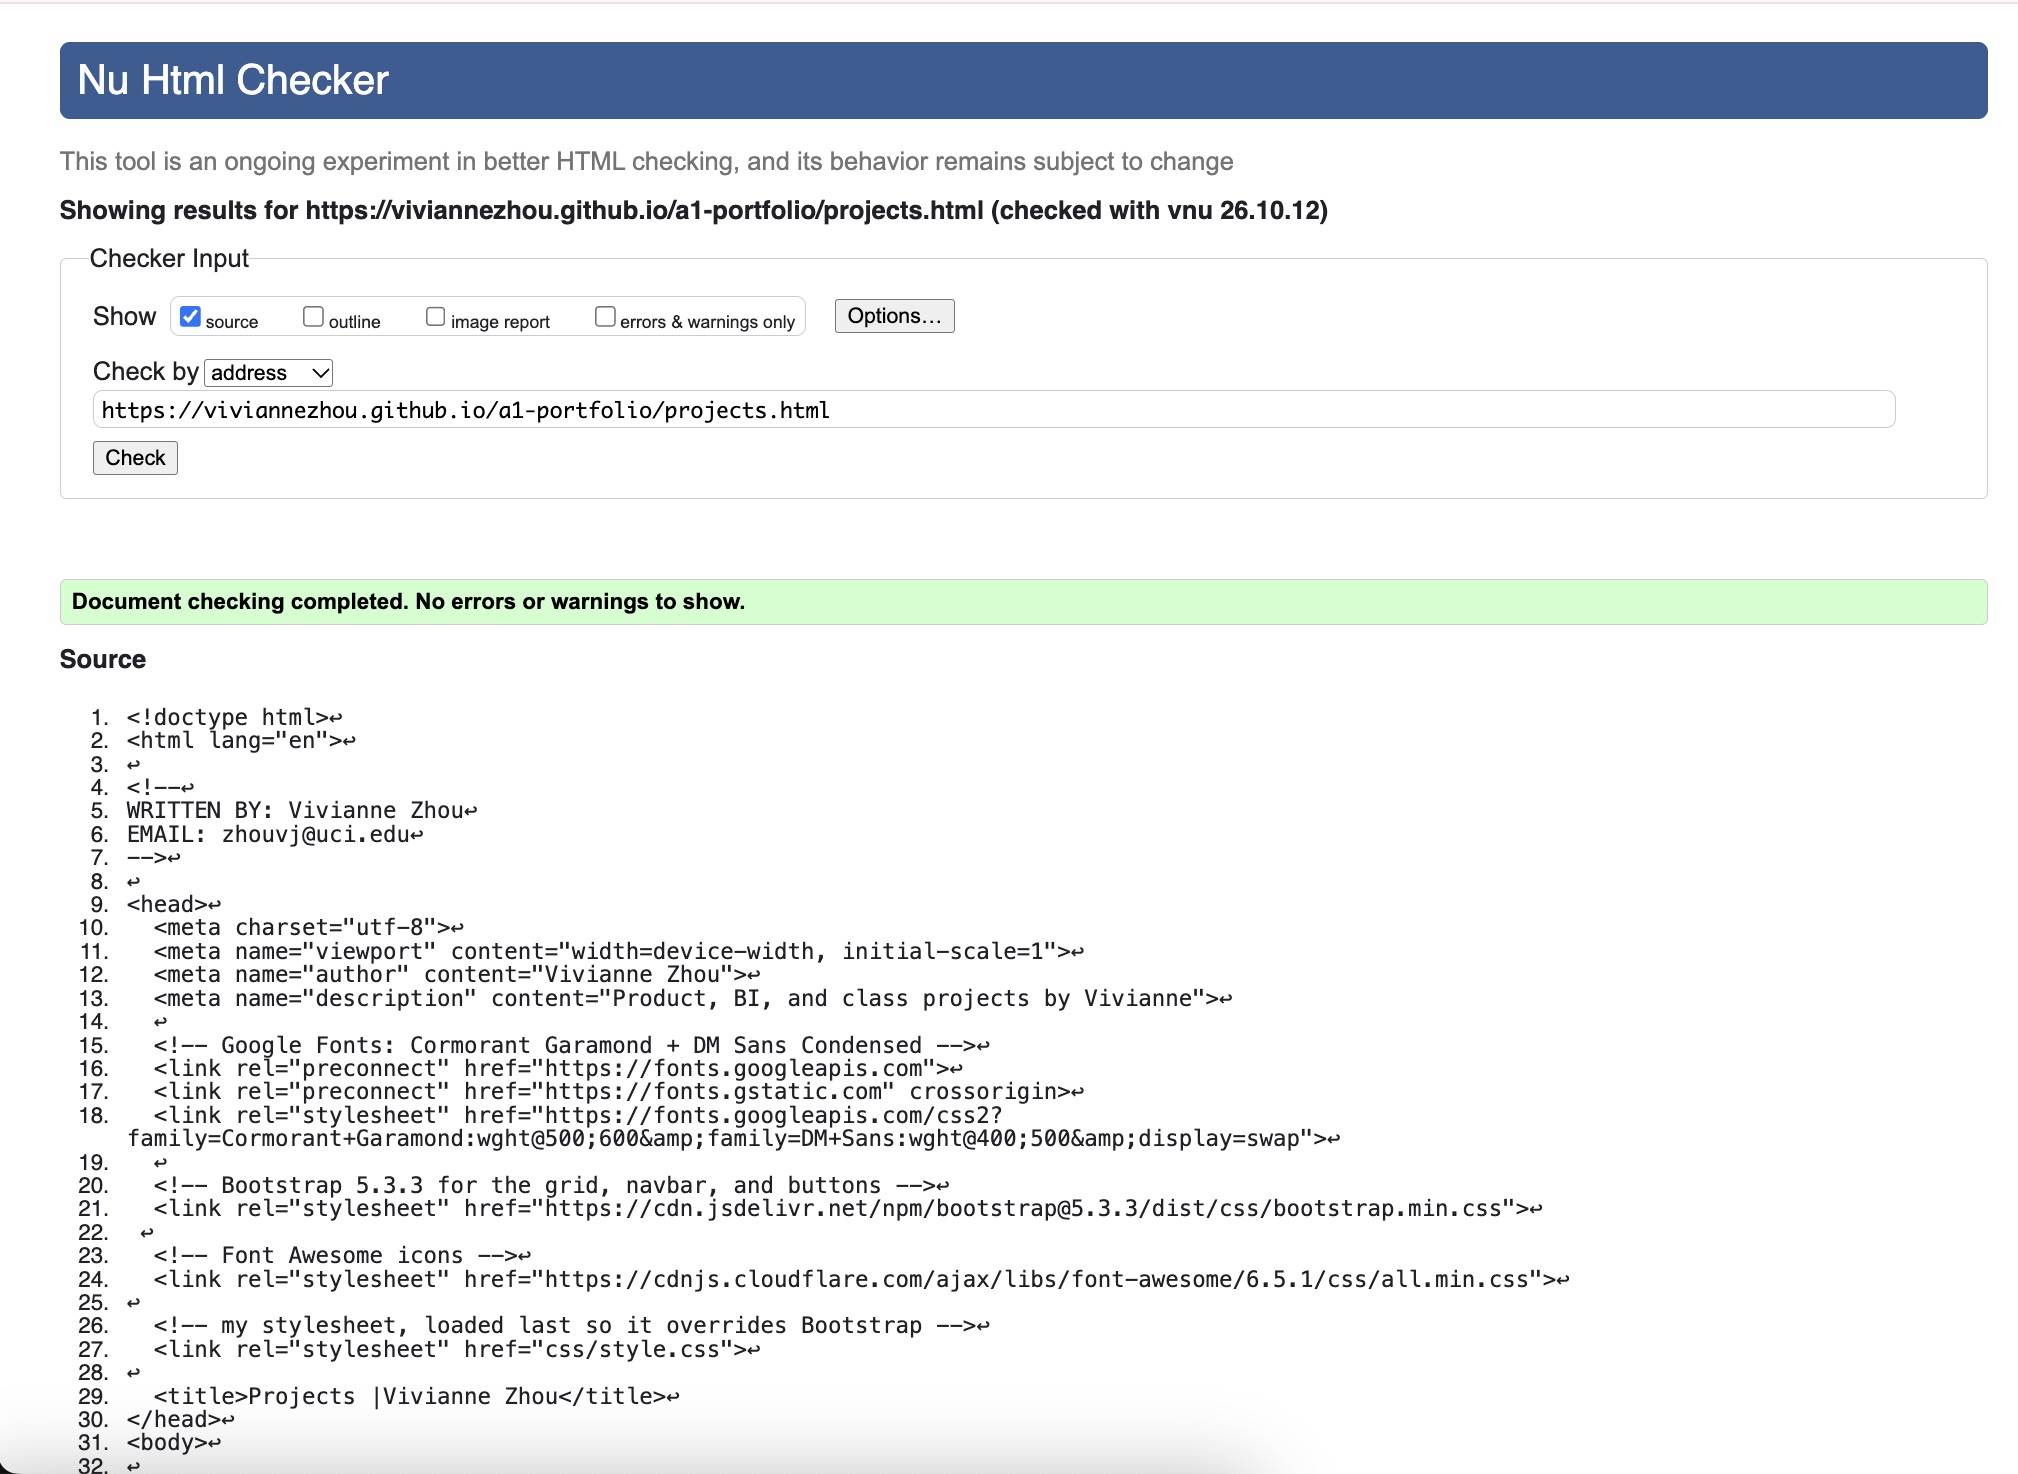 Nu Html Checker
This tool is an ongoing experiment in better HTML checking, and its behavior remains subject to change
Showing results for https://viviannezhou.github.io/a1-portfolio/projects.html (checked with vnu 26.10.12)
Checker Input
Show source outline image report errors & warnings only Options...
Check by address
https://viviannezhou.github.io/a1-portfolio/projects.html
Check
Document checking completed. No errors or warnings to show.
Source
1. <!doctype html>↩
2. <html lang="en">↩
3. ↩
4. <!--↩
5. WRITTEN BY: Vivianne Zhou↩
6. EMAIL: zhouvj@uci.edu↩
7. -->↩
8. ↩
9. <head>↩
10.   <meta charset="utf-8">↩
11.   <meta name="viewport" content="width=device-width, initial-scale=1">↩
12.   <meta name="author" content="Vivianne Zhou">↩
13.   <meta name="description" content="Product, BI, and class projects by Vivianne">↩
14.   ↩
15.   <!-- Google Fonts: Cormorant Garamond + DM Sans Condensed -->↩
16.   <link rel="preconnect" href="https://fonts.googleapis.com">↩
17.   <link rel="preconnect" href="https://fonts.gstatic.com" crossorigin>↩
18.   <link rel="stylesheet" href="https://fonts.googleapis.com/css2?
family=Cormorant+Garamond:wght@500;600&amp;family=DM+Sans:wght@400;500&amp;display=swap">↩
19.   ↩
20.   <!-- Bootstrap 5.3.3 for the grid, navbar, and buttons -->↩
21.   <link rel="stylesheet" href="https://cdn.jsdelivr.net/npm/bootstrap@5.3.3/dist/css/bootstrap.min.css">↩
22.  ↩
23.   <!-- Font Awesome icons -->↩
24.   <link rel="stylesheet" href="https://cdnjs.cloudflare.com/ajax/libs/font-awesome/6.5.1/css/all.min.css">↩
25. ↩
26.   <!-- my stylesheet, loaded last so it overrides Bootstrap -->↩
27.   <link rel="stylesheet" href="css/style.css">↩
28. ↩
29.   <title>Projects |Vivianne Zhou</title>↩
30. </head>↩
31. <body>↩
32. ↩